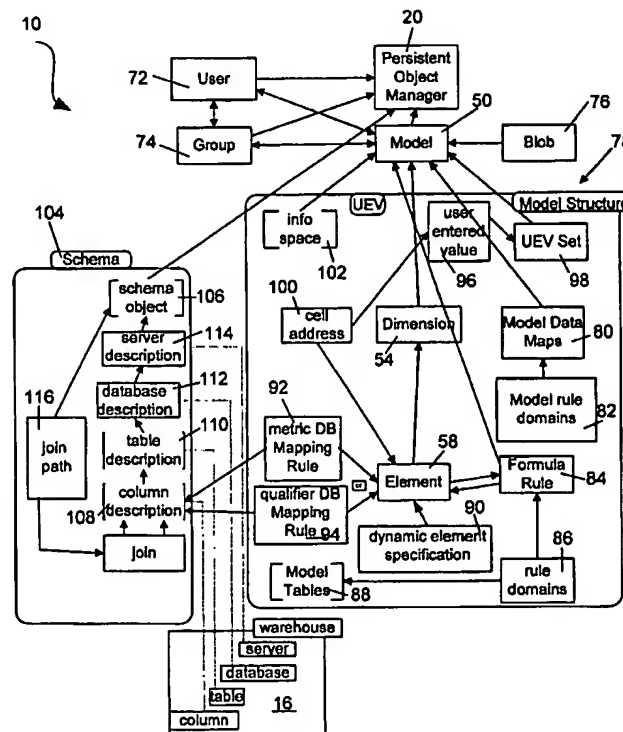 10
20
72
User
Persistent
Object
Manager
50
76
74
Group
Model
Blob
UEV
Model Structure
104
Schema
info
space
102
user
entered
value
96
UEV Set
98
schema
object
106
100
cell
address
Dimension
54
Model Data
Maps
80
server
description
114
112
database
description
116
join
path
92
metric DB
Mapping
Rule
Model rule
domains
82
110
table
description
58
Element
Formula
Rule
84
108
column
description
qualifier DB
Mapping
Rule
94
or
90
dynamic element
specification
86
join
Model
Tables
88
rule
domains
warehouse
server
database
table
16
column